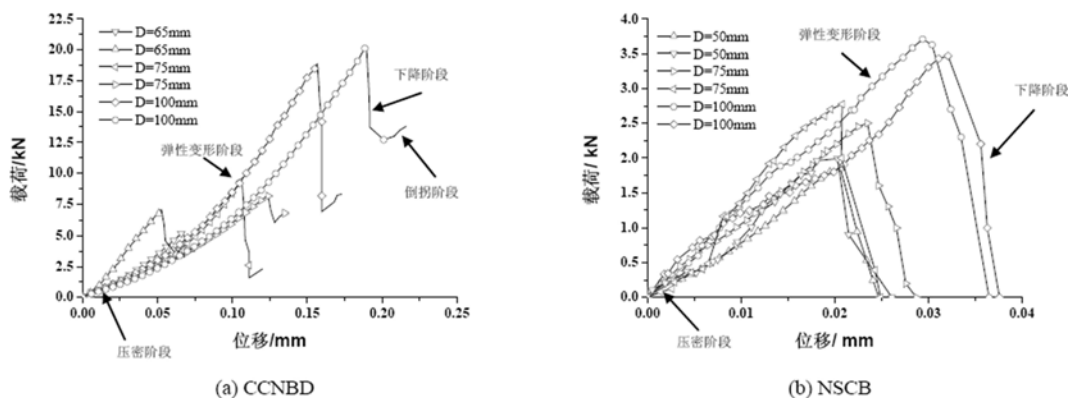 22.5
20.0
17.5
15.0
12.5
10.0
7.5
5.0
2.5
0.0
载荷/kN
D=65mm
D=65mm
D=75mm
D=75mm
D=100mm
D=100mm
弹性变形阶段
下降阶段
倒拐阶段
压密阶段
0.00
0.05
0.10
0.15
0.20
0.25
位移/mm
(a) CCNBD
4.0
3.5
3.0
2.5
2.0
1.5
1.0
0.5
0.0
载荷/ kN
D=50mm
D=50mm
D=75mm
D=75mm
D=100mm
D=100mm
弹性变形阶段
下降阶段
压密阶段
0.00
0.01
0.02
0.03
0.04
位移/ mm
(b) NSCB